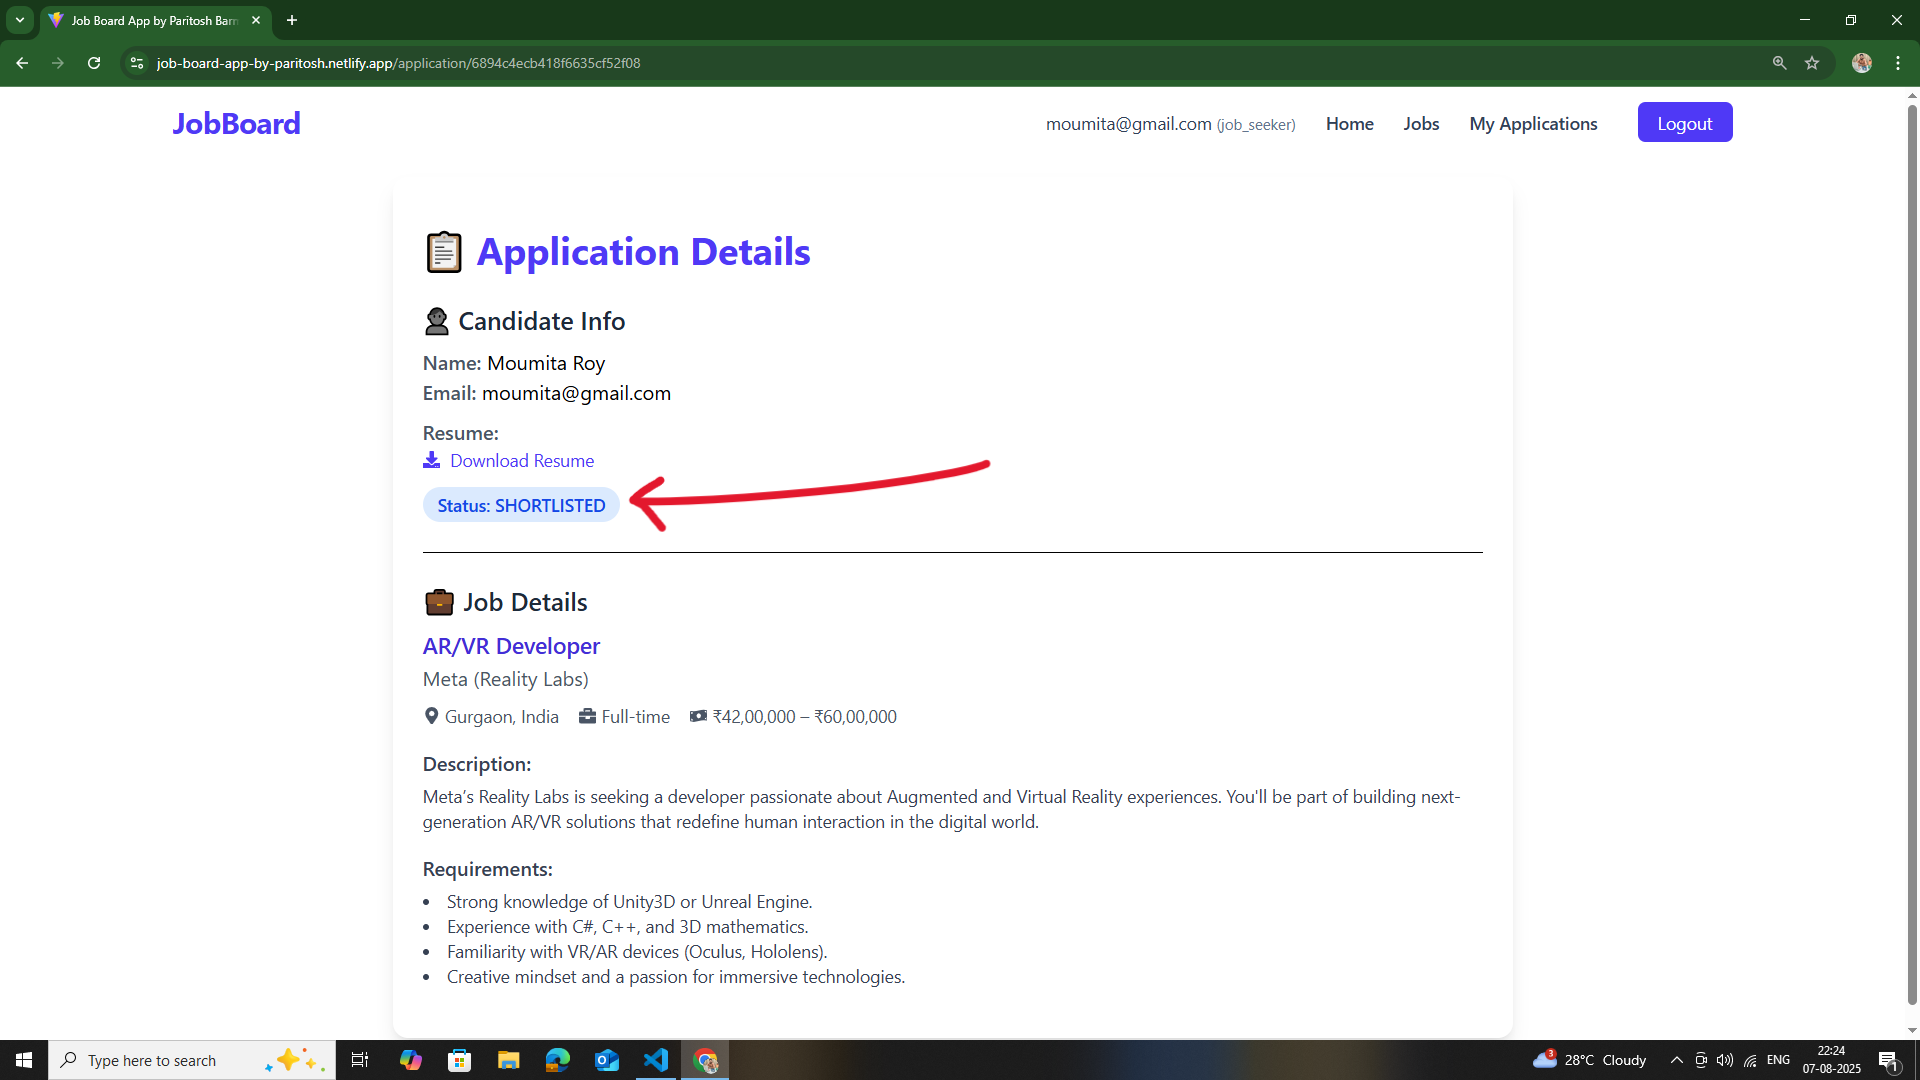 Job Board App by Paritosh Barn
job-board-app-by-paritosh.netlify.app/application/6894c4ecb418f6635cf52f08
JobBoard
moumita@gmail.com (job_seeker)
Home
Jobs
My Applications
Logout
Application Details
Candidate Info
Name: Moumita Roy
Email: moumita@gmail.com
Resume:
Download Resume
Status: SHORTLISTED
Job Details
AR/VR Developer
Meta (Reality Labs)
Gurgaon, India Full-time ₹42,00,000 – ₹60,00,000
Description:
Meta’s Reality Labs is seeking a developer passionate about Augmented and Virtual Reality experiences. You'll be part of building next-
generation AR/VR solutions that redefine human interaction in the digital world.
Requirements:
• Strong knowledge of Unity3D or Unreal Engine.
• Experience with C#, C++, and 3D mathematics.
• Familiarity with VR/AR devices (Oculus, Hololens).
• Creative mindset and a passion for immersive technologies.
Type here to search
3
28°C Cloudy
ENG
22:24
07-08-2025
1